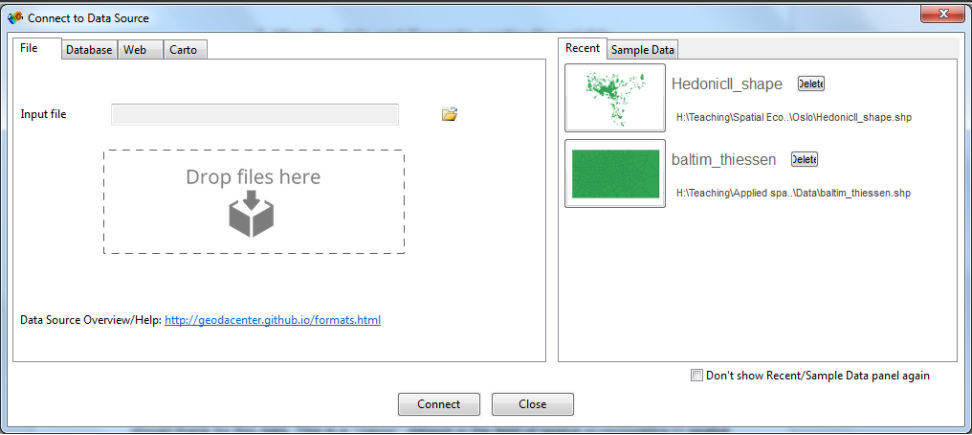 Connect to Data Source
File Database Web Carto
Input file
Drop files here
Data Source Overview/Help: http://geodacenter.github.io/formats.html
Recent Sample Data
Hedonicll_shape Delete
H:\Teaching\Spatial Eco..\Oslo\Hedonicll_shape.shp
baltim_thiessen Delete
H:\Teaching\Applied spa..\Data\baltim_thiessen.shp
Don't show Recent/Sample Data panel again
Connect Close